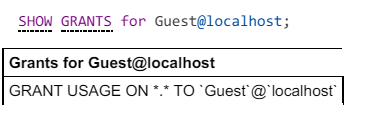 SHOW GRANTS for Guest@localhost;
Grants for Guest@localhost
GRANT USAGE ON *.* TO `Guest`@`localhost`